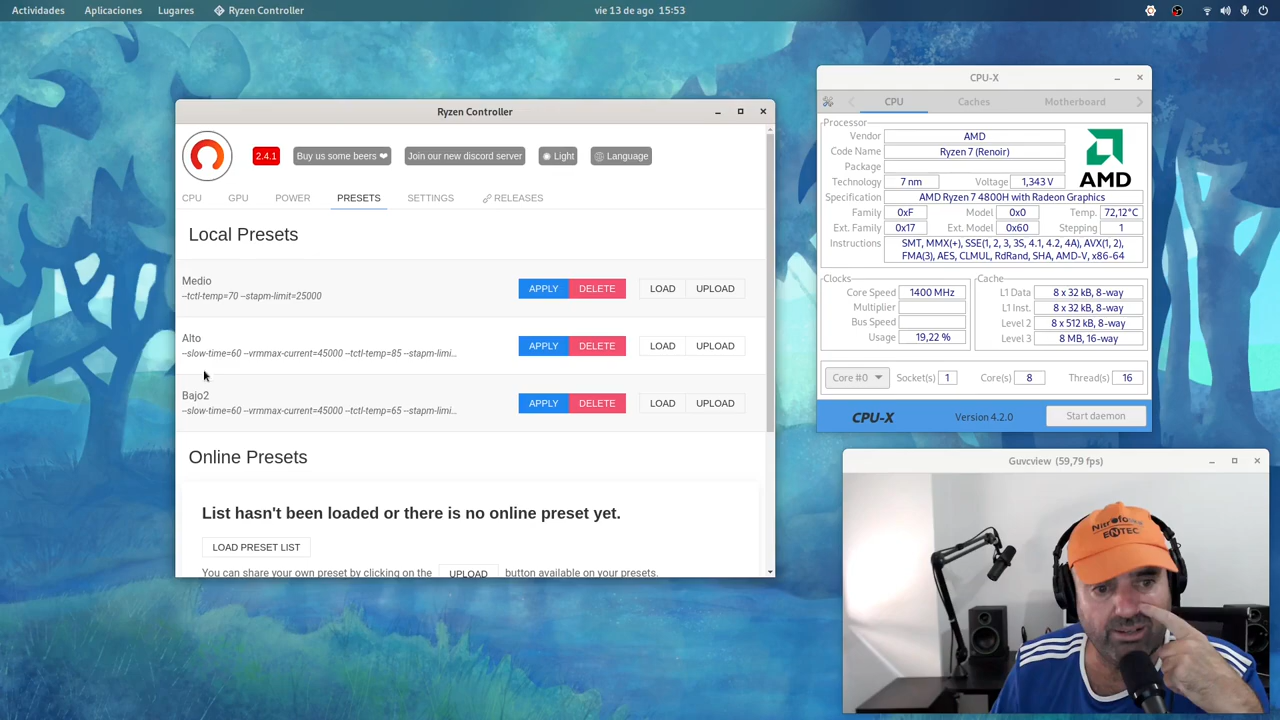 Actividades Aplicaciones Lugares Ryzen Controller vie 13 de ago 15:53
Ryzen Controller
2.4.1 Buy us some beers ❤ Join our new discord server Light Language
CPU GPU POWER PRESETS SETTINGS RELEASES
Local Presets
Medio
--tctl-temp=70 --stapm-limit=25000
APPLY DELETE LOAD UPLOAD
Alto
--slow-time=60 --vrmmax-current=45000 --tctl-temp=85 --stapm-limi...
APPLY DELETE LOAD UPLOAD
Bajo2
--slow-time=60 --vrmmax-current=45000 --tctl-temp=65 --stapm-limi...
APPLY DELETE LOAD UPLOAD
Online Presets
List hasn't been loaded or there is no online preset yet.
LOAD PRESET LIST
You can share your own preset by clicking on the UPLOAD button available on your presets.
CPU-X
CPU Caches Motherboard
Processor
Vendor AMD
Code Name Ryzen 7 (Renoir)
Package
Technology 7 nm Voltage 1,343 V
AMD
Specification AMD Ryzen 7 4800H with Radeon Graphics
Family 0xF Model 0x0 Temp. 72,12°C
Ext. Family 0x17 Ext. Model 0x60 Stepping 1
Instructions SMT, MMX(+), SSE(1, 2, 3, 3S, 4.1, 4.2, 4A), AVX(1, 2),
FMA(3), AES, CLMUL, RdRand, SHA, AMD-V, x86-64
Clocks Cache
Core Speed 1400 MHz L1 Data 8 x 32 kB, 8-way
Multiplier L1 Inst. 8 x 32 kB, 8-way
Bus Speed Level 2 8 x 512 kB, 8-way
Usage 19,22 % Level 3 8 MB, 16-way
Core #0 Socket(s) 1 Core(s) 8 Thread(s) 16
CPU-X Version 4.2.0 Start daemon
Guvcview (59,79 fps)
Nitrofoska
ENTEC